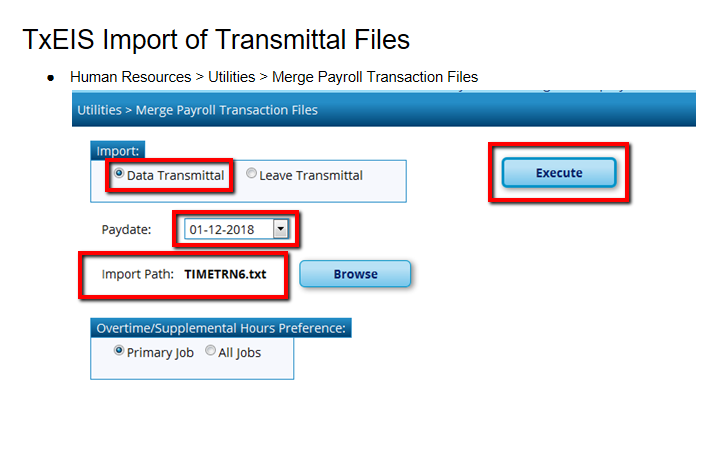 TxEIS Import of Transmittal Files
● Human Resources > Utilities > Merge Payroll Transaction Files
Utilities > Merge Payroll Transaction Files
Import:
Data Transmittal Leave Transmittal
Execute
Paydate: 01-12-2018
Import Path: TIMETRN6.txt Browse
Overtime/Supplemental Hours Preference:
Primary Job All Jobs